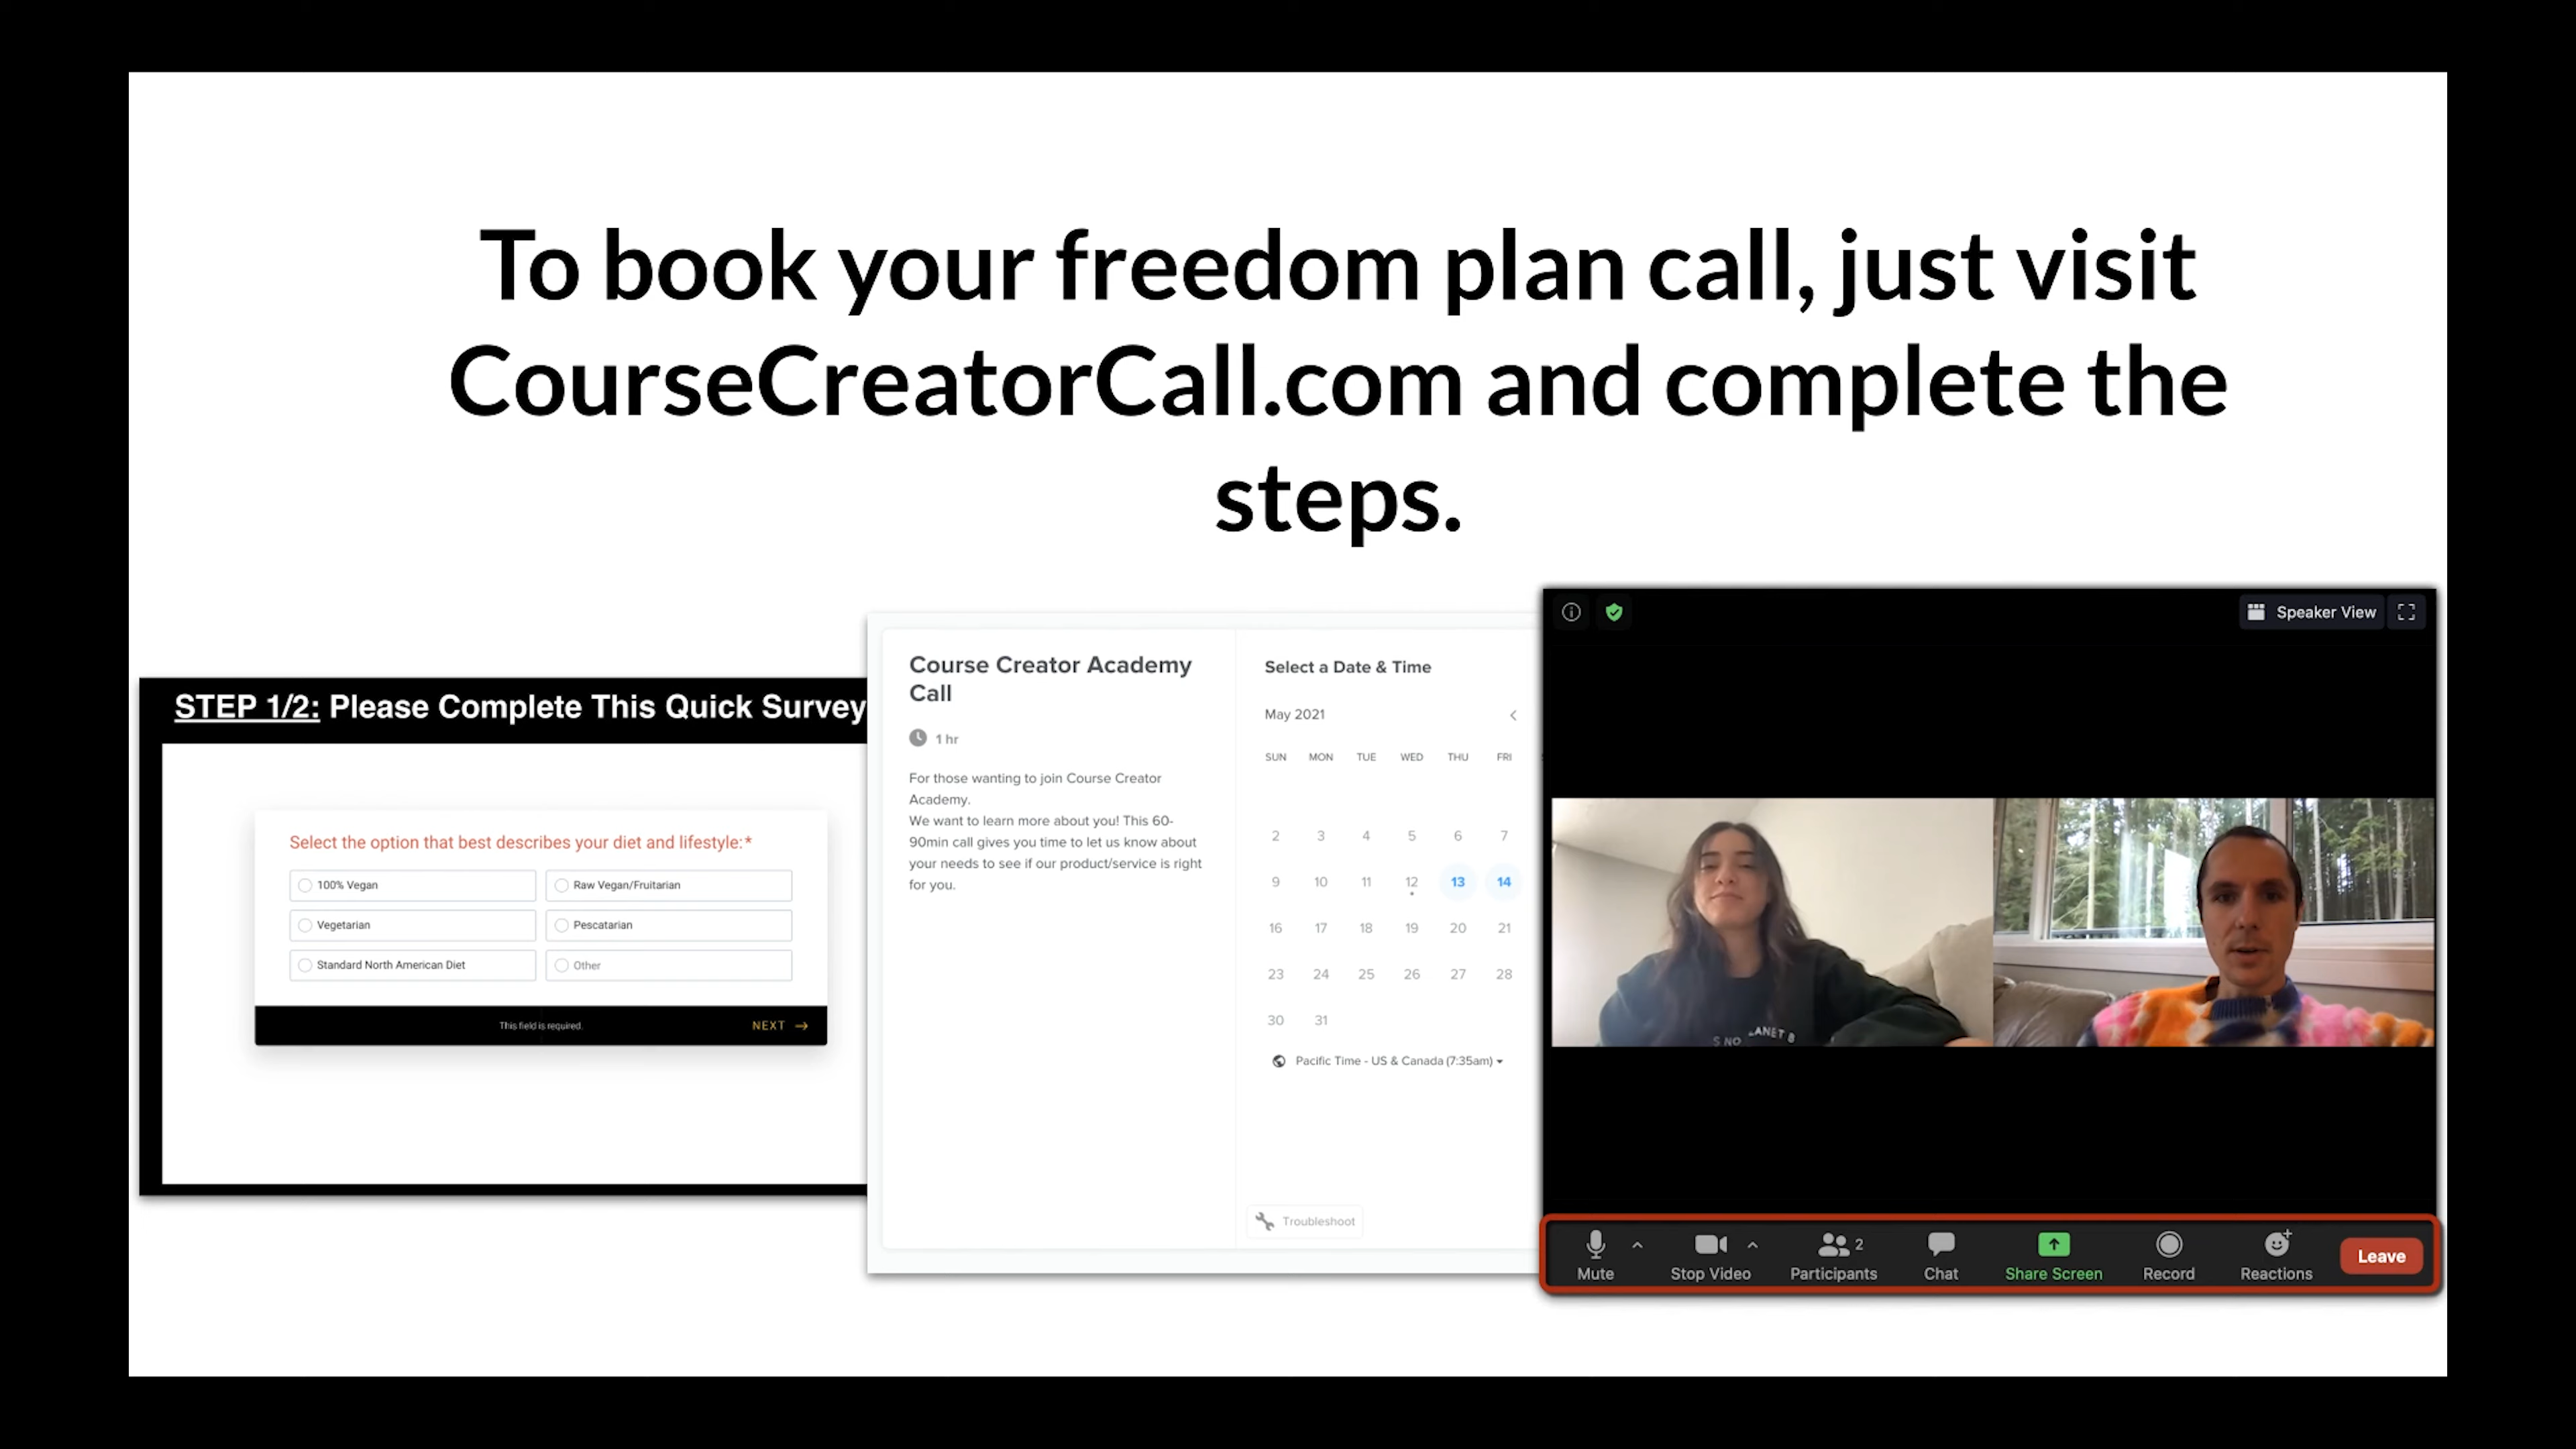 To book your freedom plan call, just visit
CourseCreatorCall.com and complete the
steps.
STEP 1/2: Please Complete This Quick Survey
Select the option that best describes your diet and lifestyle:*
100% Vegan
Raw Vegan/Fruitarian
Vegetarian
Pescatarian
Standard North American Diet
Other
This field is required.
NEXT →
Course Creator Academy
Call
1 hr
For those wanting to join Course Creator
Academy.
We want to learn more about you! This 60-
90min call gives you time to let us know about
your needs to see if our product/service is right
for you.
Select a Date & Time
May 2021
SUN MON TUE WED THU FRI
2 3 4 5 6 7
9 10 11 12 13 14
16 17 18 19 20 21
23 24 25 26 27 28
30 31
Pacific Time - US & Canada (7:35am)
Troubleshoot
Speaker View
S NO LANET B
Mute
Stop Video
2
Participants
Chat
Share Screen
Record
Reactions
Leave